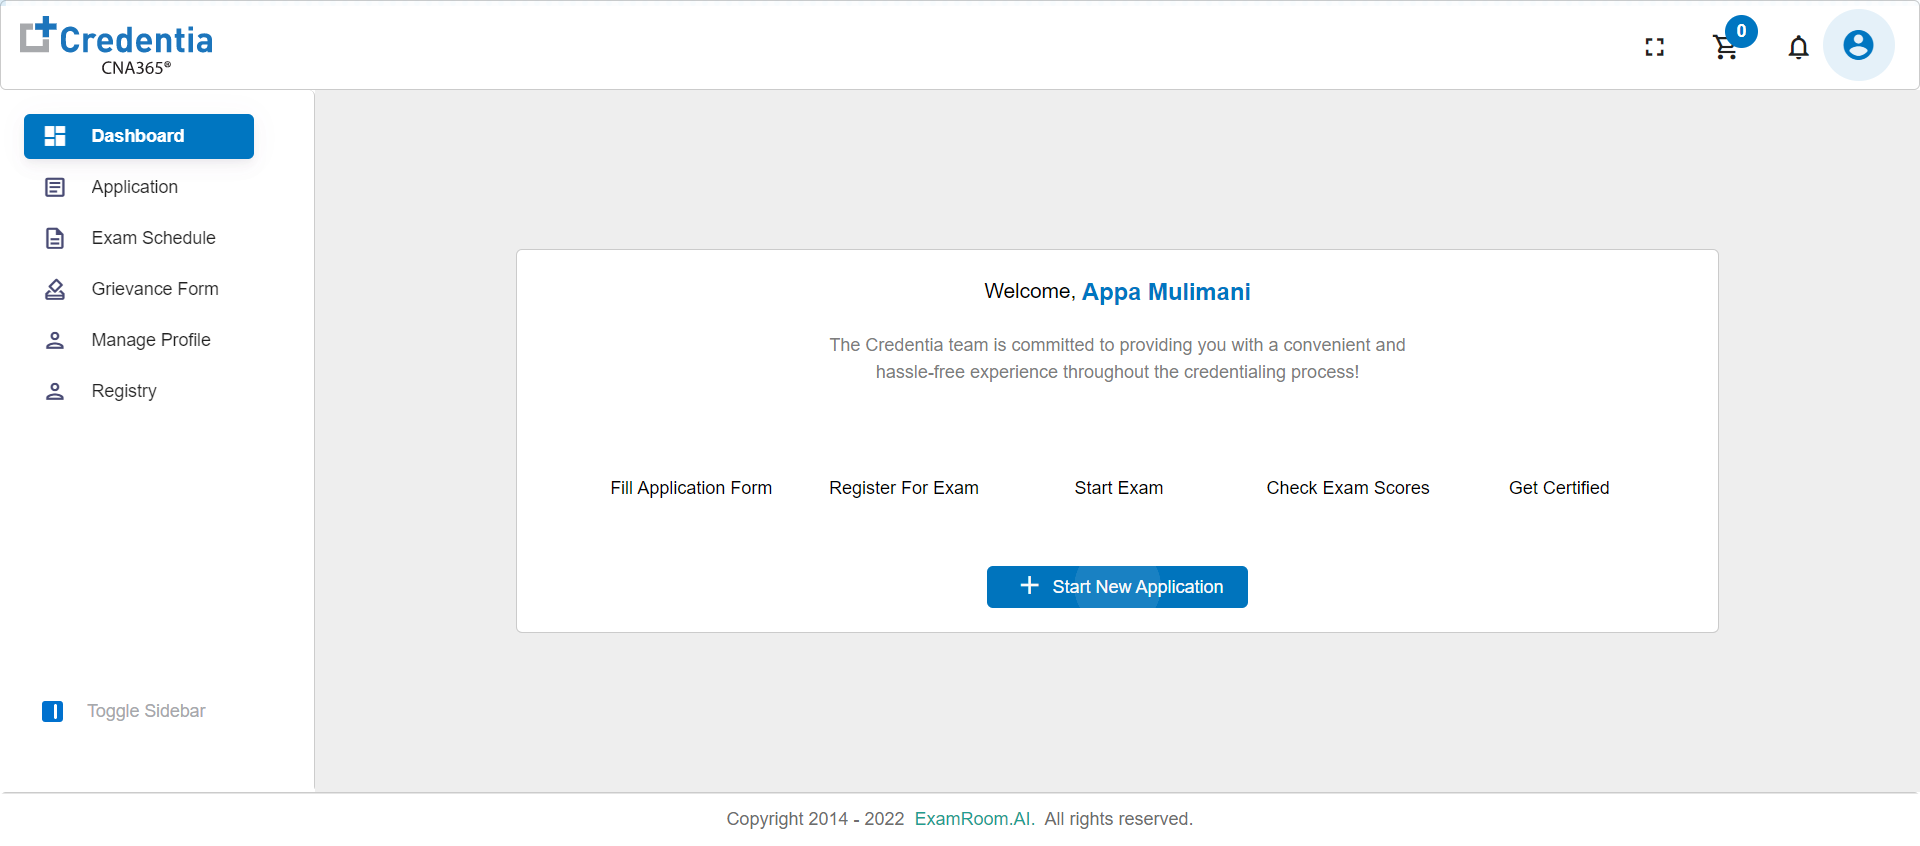 Credentia
CNA365®
0
Dashboard
Application
Exam Schedule
Grievance Form
Manage Profile
Registry
Toggle Sidebar
Welcome, Appa Mulimani
The Credentia team is committed to providing you with a convenient and
hassle-free experience throughout the credentialing process!
Fill Application Form
Register For Exam
Start Exam
Check Exam Scores
Get Certified
Start New Application
Copyright 2014 - 2022 ExamRoom.AI. All rights reserved.